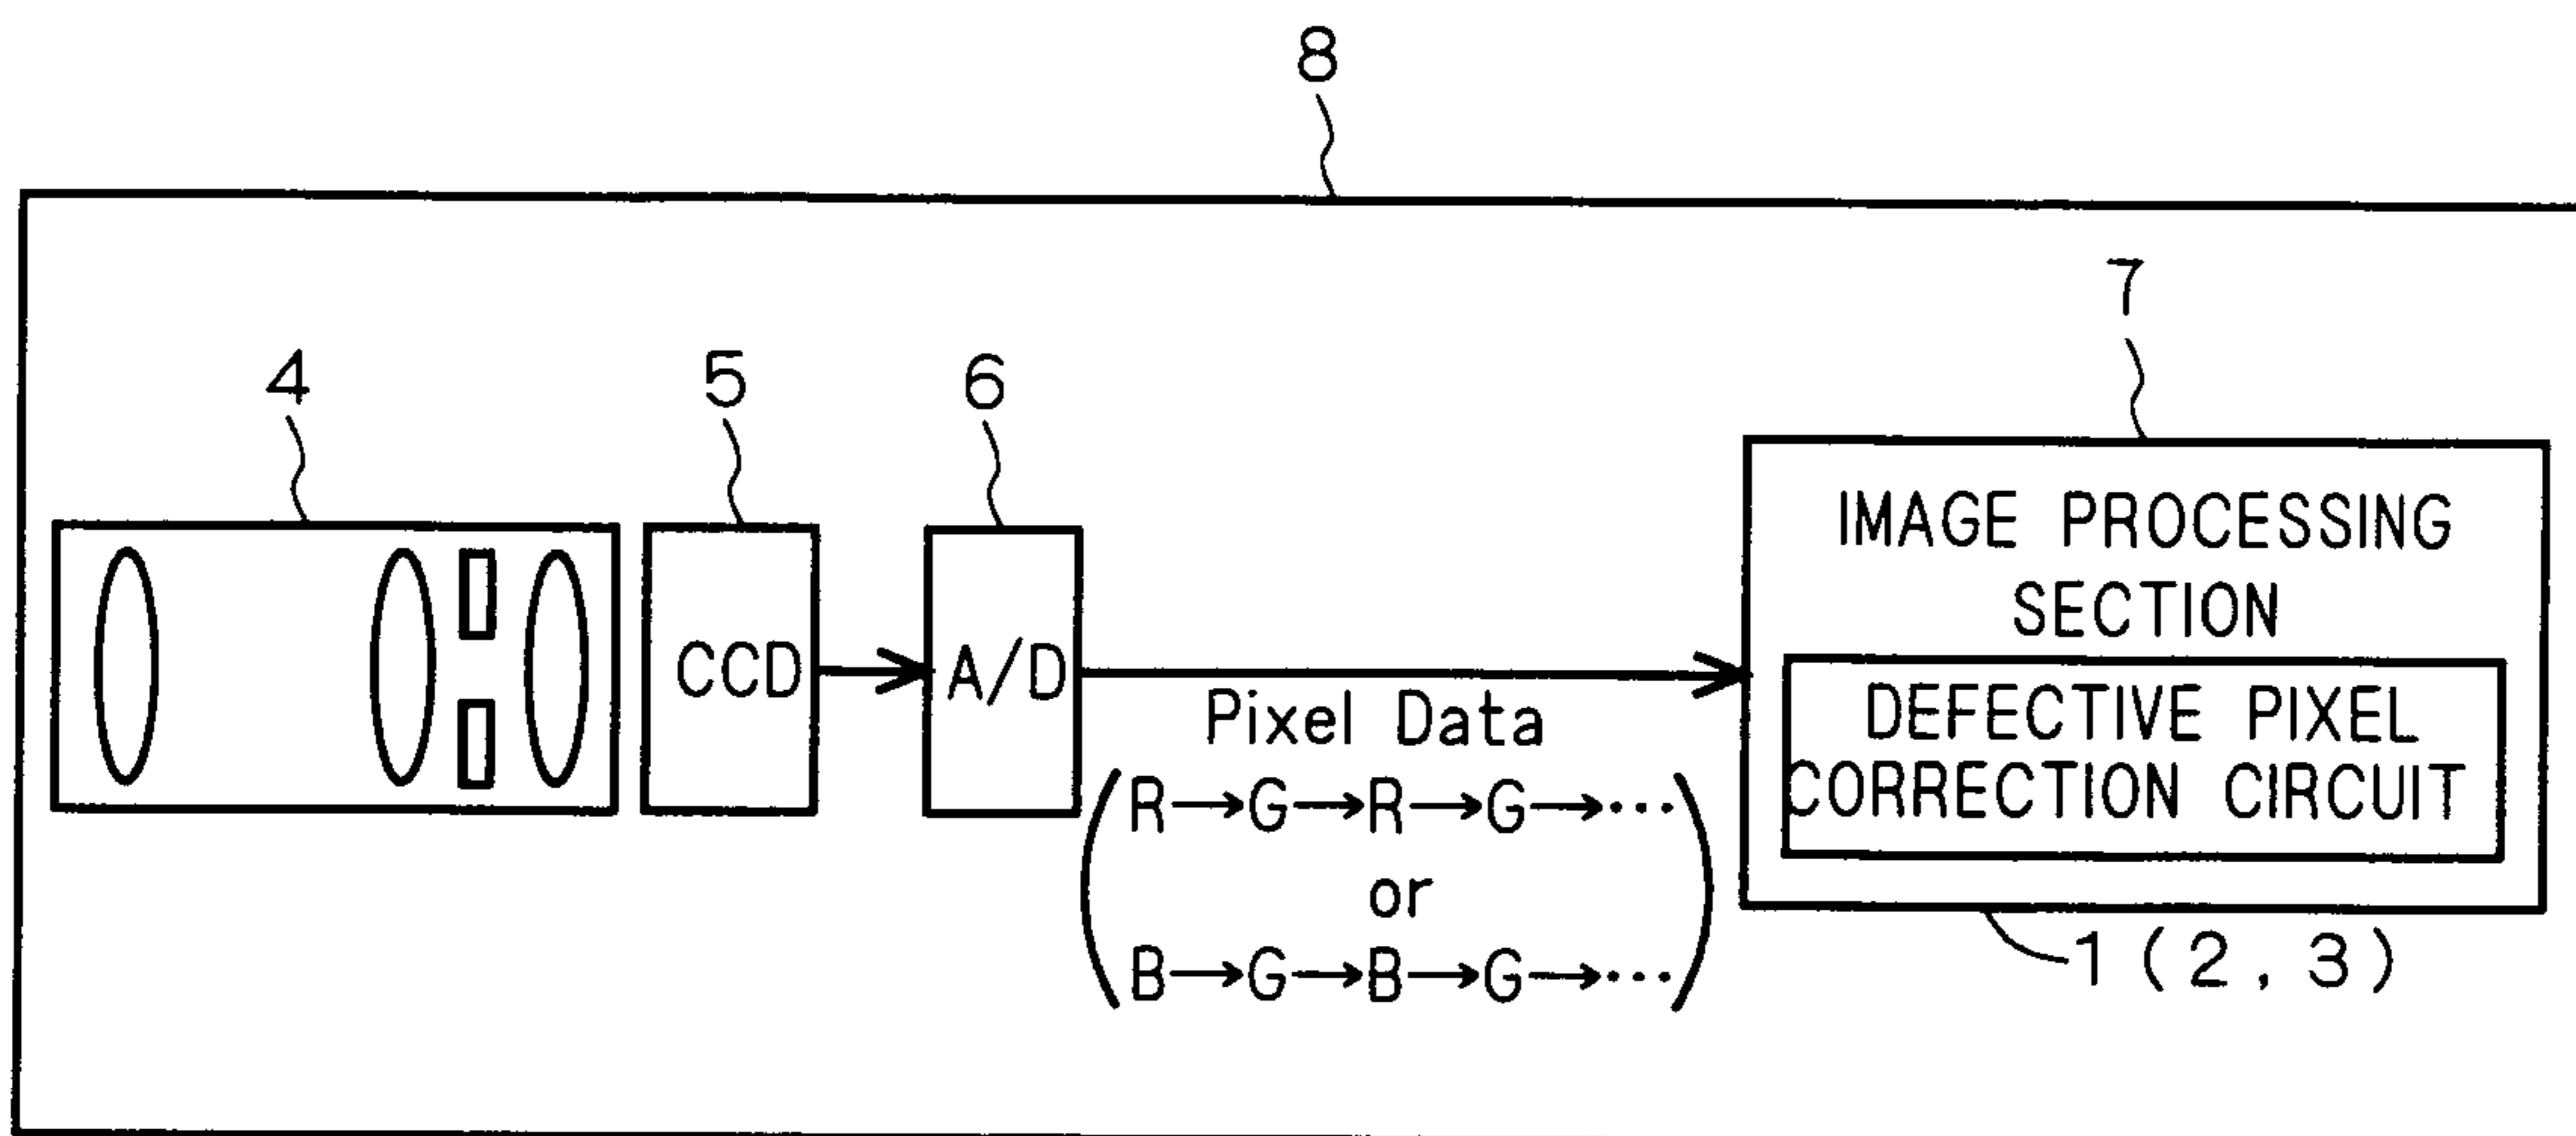 8
7
4
5
6
IMAGE PROCESSING
SECTION
CCD
A/D
DEFECTIVE PIXEL
CORRECTION CIRCUIT
Pixel Data
(R→G→R→G→···
or
B→G→B→G→···)
1(2,3)